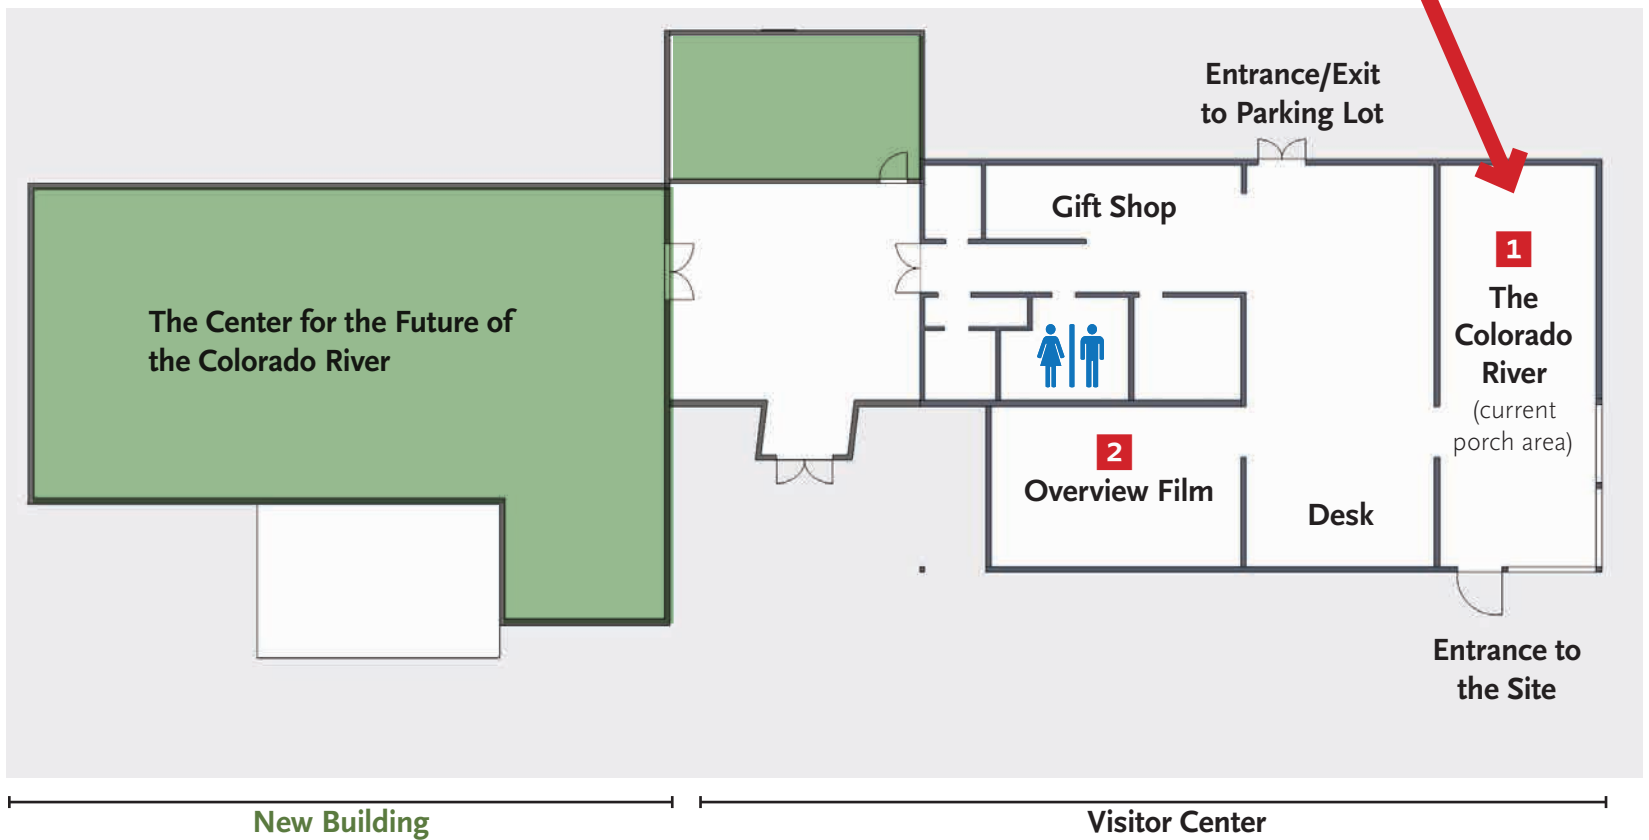 Entrance/Exit
to Parking Lot
Gift Shop
1
The
Colorado
River
(current
porch area)
The Center for the Future of
the Colorado River
2
Overview Film
Desk
Entrance to
the Site
New Building
Visitor Center